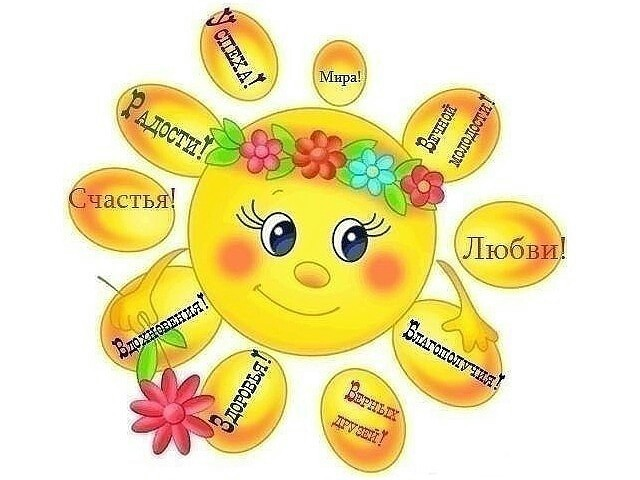 Успеха!
Мира!
Радости!
Вечной
молодости!
Счастья!
Любви!
Вдохновения!
Благополучия!
Здоровья!
Верных
друзей!